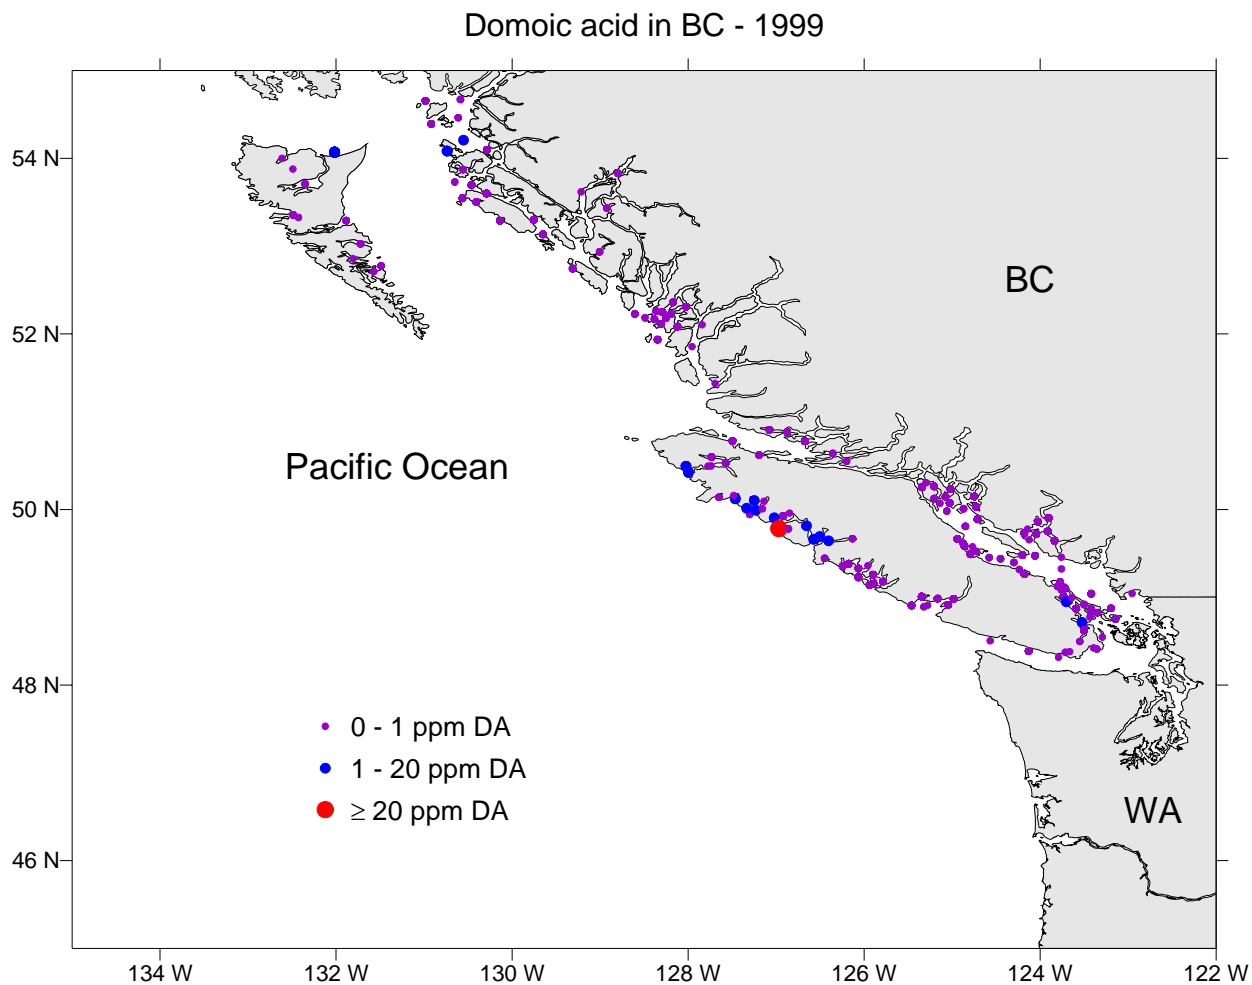 Domoic acid in BC - 1999
54 N
52 N
50 N
48 N
46 N
BC
Pacific Ocean
0 - 1 ppm DA
1 - 20 ppm DA
≥ 20 ppm DA
WA
134 W
132 W
130 W
128 W
126 W
124 W
122 W